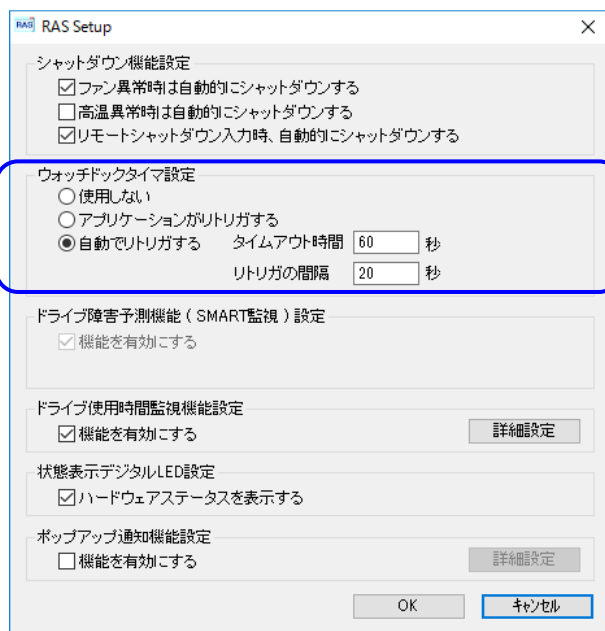 RAS RAS Setup
シャットダウン機能設定
ファン異常時は自動的にシャットダウンする
高温異常時は自動的にシャットダウンする
リモートシャットダウン入力時、自動的にシャットダウンする
ウォッチドックタイマ設定
使用しない
アプリケーションがリトリガする
自動でリトリガする タイムアウト時間 60 秒
リトリガの間隔 20 秒
ドライブ障害予測機能 ( SMART監視 ) 設定
機能を有効にする
ドライブ使用時間監視機能設定
機能を有効にする 詳細設定
状態表示デジタルLED設定
ハードウェアステータスを表示する
ポップアップ通知機能設定
機能を有効にする 詳細設定
OK キャンセル